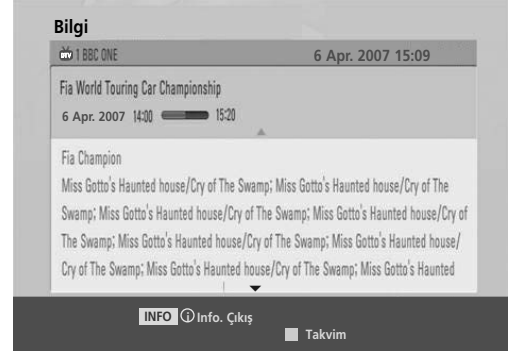 Bilgi
DTV 1 BBC ONE 6 Apr. 2007 15:09
Fia World Touring Car Championship
6 Apr. 2007 14:00 15:20
Fia Champion
Miss Gotto's Haunted house/Cry of The Swamp; Miss Gotto's Haunted house/Cry of The
Swamp; Miss Gotto's Haunted house/Cry of The Swamp; Miss Gotto's Haunted house/Cry of
The Swamp; Miss Gotto's Haunted house/Cry of The Swamp; Miss Gotto's Haunted house/
Cry of The Swamp; Miss Gotto's Haunted house/Cry of The Swamp; Miss Gotto's Haunted
INFO i Info. Çıkış
Takvim